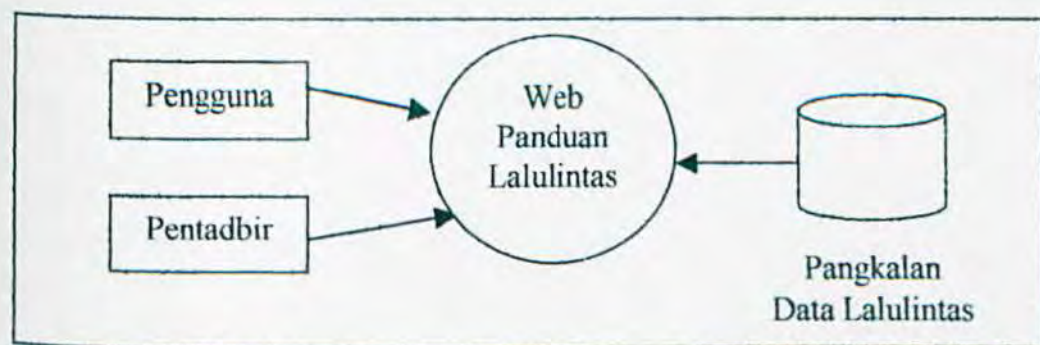 Pengguna
Pentadbir
Web
Panduan
Lalulintas
Pangkalan
Data Lalulintas